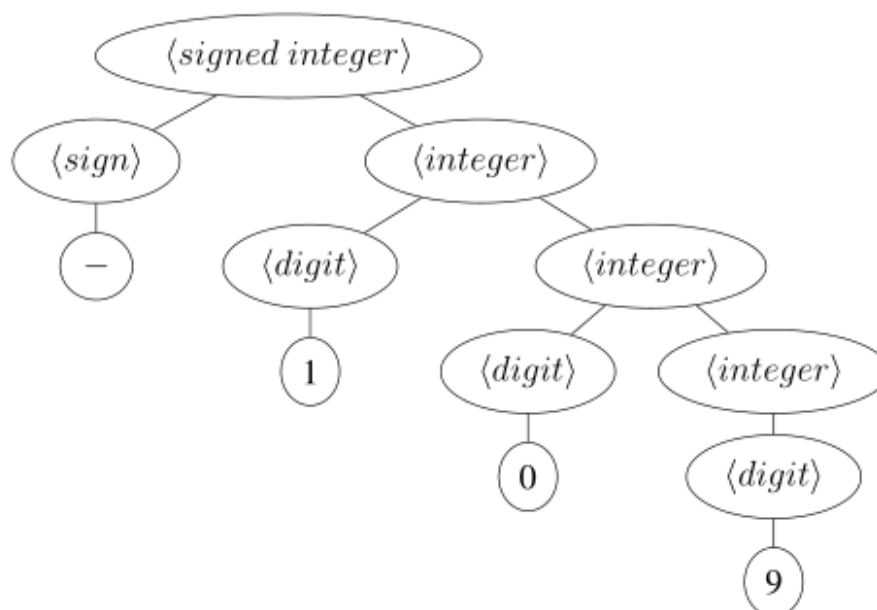 ⟨signed integer⟩
⟨sign⟩ ⟨integer⟩
− ⟨digit⟩ ⟨integer⟩
1 ⟨digit⟩ ⟨integer⟩
0 ⟨digit⟩
9